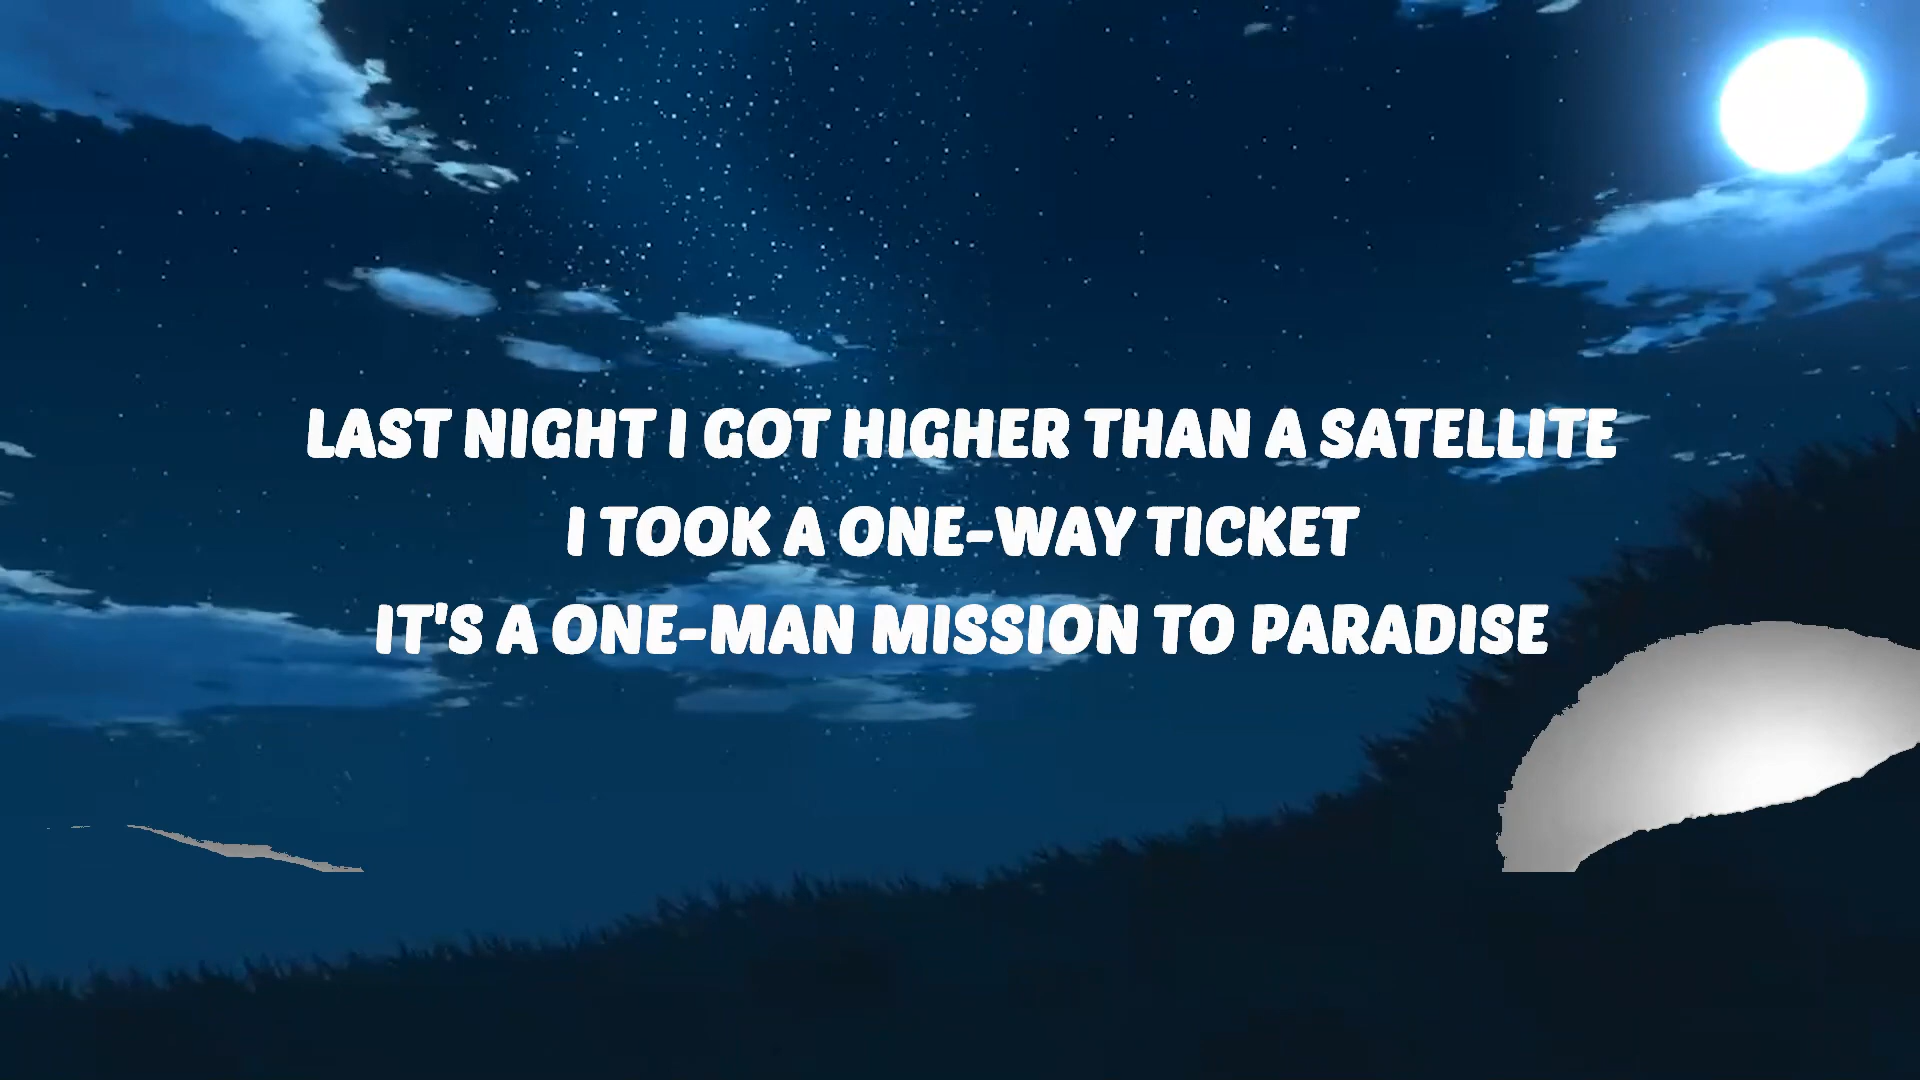 LAST NIGHT I GOT HIGHER THAN A SATELLITE
I TOOK A ONE-WAY TICKET
IT'S A ONE-MAN MISSION TO PARADISE